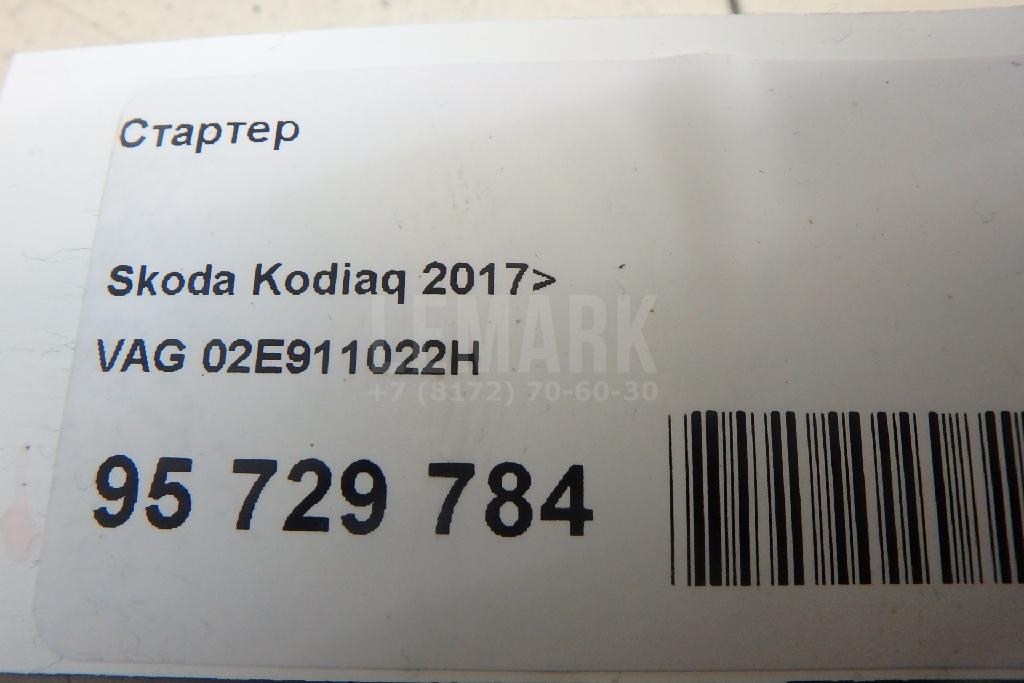 Стартер
Skoda Kodiaq 2017>
LEMARK
VAG 02E911022H
+7 (8172) 70-60-30
95 729 784